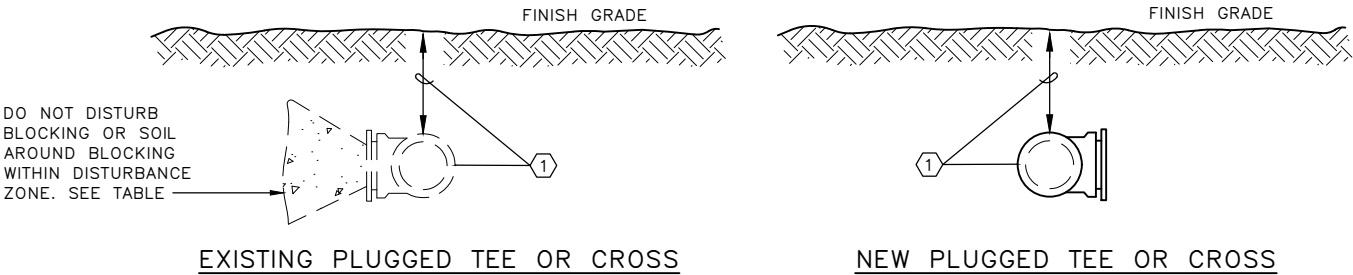 FINISH GRADE
DO NOT DISTURB
BLOCKING OR SOIL
AROUND BLOCKING
WITHIN DISTURBANCE
ZONE. SEE TABLE
1
EXISTING PLUGGED TEE OR CROSS
FINISH GRADE
1
NEW PLUGGED TEE OR CROSS